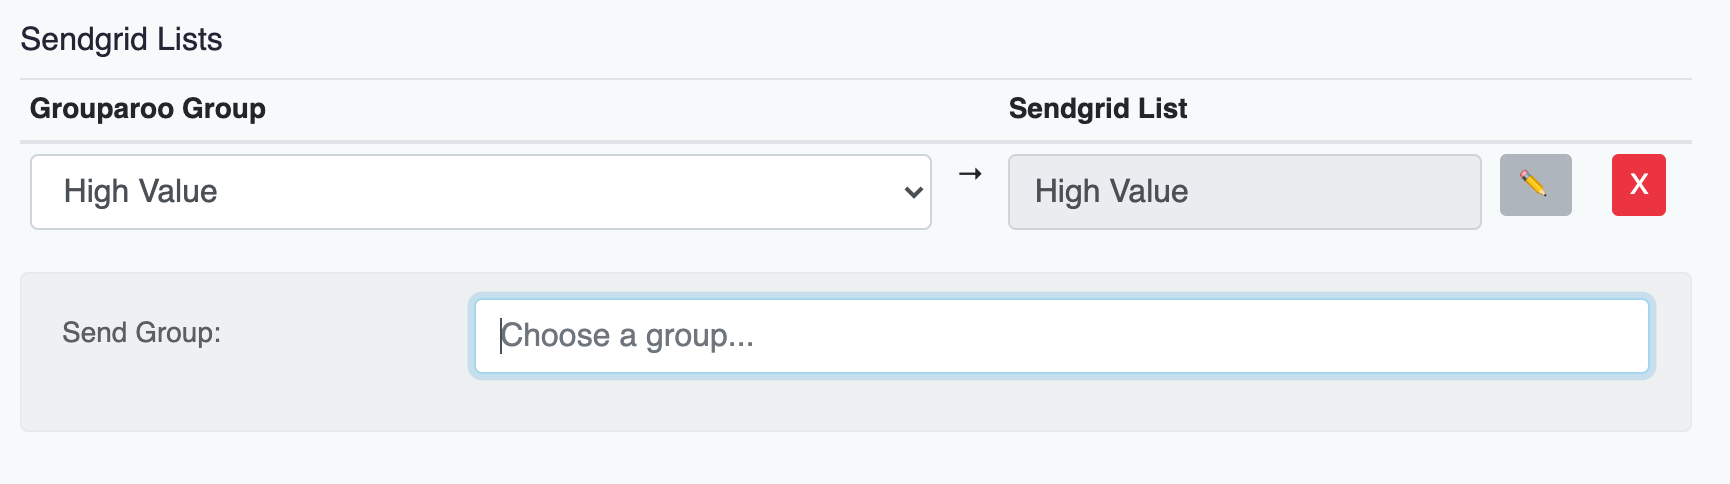 Sendgrid Lists
Grouparoo Group Sendgrid List
High Value → High Value X
Send Group: Choose a group...